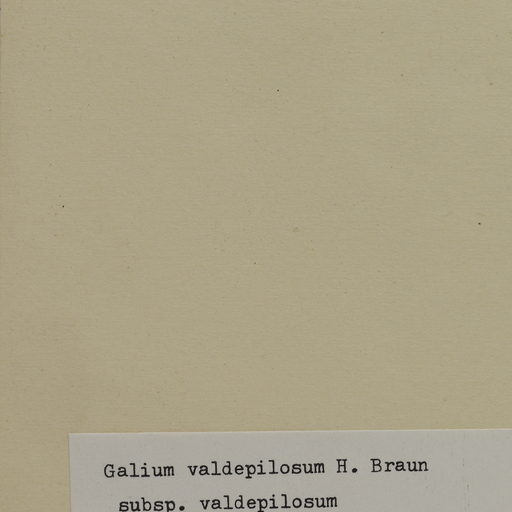 Galium valdepilosum H. Braun
subsp. valdepilosum